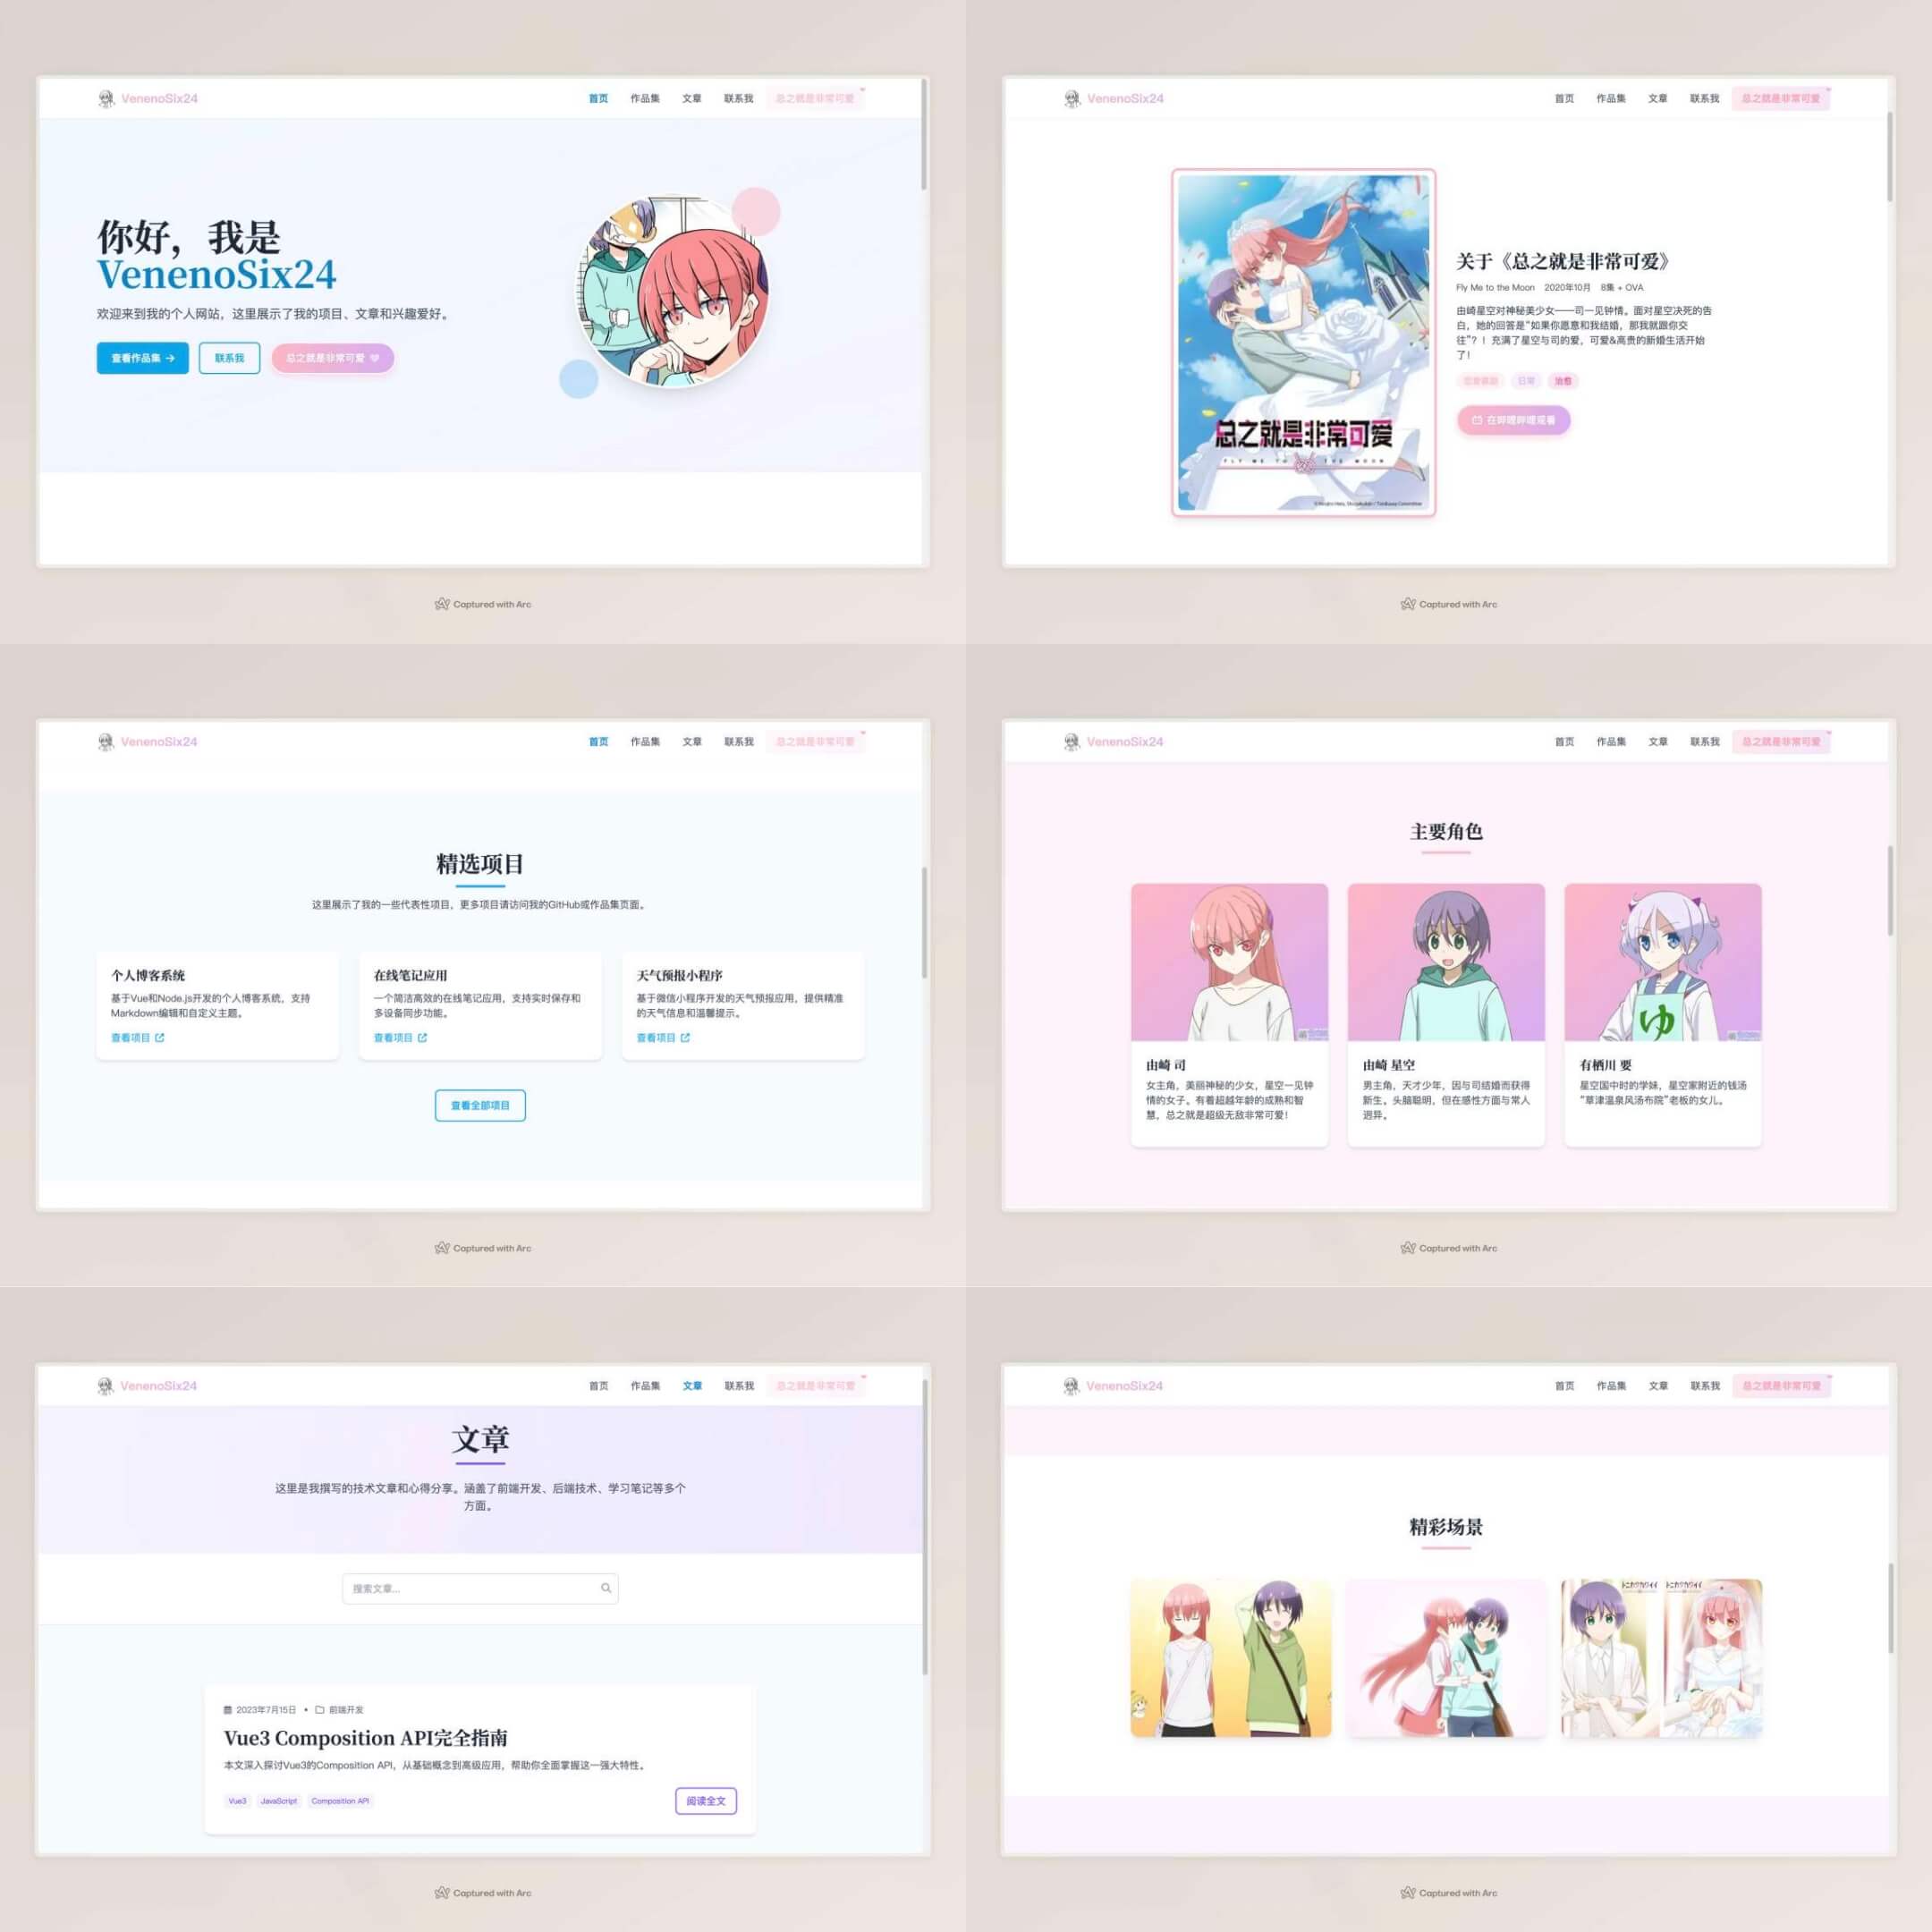 VenenoSix24
首页 作品集 文章 联系我 总之就是非常可爱
你好，我是
VenenoSix24
欢迎来到我的个人网站，这里展示了我的项目、文章和兴趣爱好。
查看作品集 → 联系我 总之就是非常可爱
Captured with Arc
VenenoSix24
首页 作品集 文章 联系我 总之就是非常可爱
总之就是非常可爱
FLY ME TO THE MOON
关于《总之就是非常可爱》
Fly Me to the Moon 2020年10月 8集 + OVA
由崎星空对神秘美少女——司一见钟情。面对星空决死的告
白，她的回答是“如果你愿意和我结婚，那我就跟你交
往”？！充满了星空与司的爱，可爱&高贵的新婚生活开始
了！
日常 治愈
在哔哩哔哩观看
Captured with Arc
VenenoSix24
首页 作品集 文章 联系我 总之就是非常可爱
精选项目
这里展示了我的一些代表性项目，更多项目请访问我的GitHub或作品集页面。
个人博客系统
基于Vue和Node.js开发的个人博客系统，支持
Markdown编辑和自定义主题。
查看项目
在线笔记应用
一个简洁高效的在线笔记应用，支持实时保存和
多设备同步功能。
查看项目
天气预报小程序
基于微信小程序开发的天气预报应用，提供精准
的天气信息和温馨提示。
查看项目
查看全部项目
Captured with Arc
VenenoSix24
首页 作品集 文章 联系我 总之就是非常可爱
主要角色
ゆ
由崎 司
女主角，美丽神秘的少女，星空一见钟
情的女子。有着超越年龄的成熟和智
慧，总之就是超级无敌非常可爱！
由崎 星空
男主角，天才少年，因与司结婚而获得
新生。头脑聪明，但在感性方面与常人
迥异。
有栖川 要
星空国中时的学妹，星空家附近的钱汤
“草津温泉风汤布院”老板的女儿。
Captured with Arc
VenenoSix24
首页 作品集 文章 联系我 总之就是非常可爱
文章
这里是我撰写的技术文章和心得分享。涵盖了前端开发、后端技术、学习笔记等多个
方面。
搜索文章...
2023年7月15日 • 前端开发
Vue3 Composition API完全指南
本文深入探讨Vue3的Composition API，从基础概念到高级应用，帮助你全面掌握这一强大特性。
Vue3 JavaScript Composition API
阅读全文
Captured with Arc
VenenoSix24
首页 作品集 文章 联系我 总之就是非常可爱
精彩场景
トニカクカワイイ トニカクカワイイ
Captured with Arc